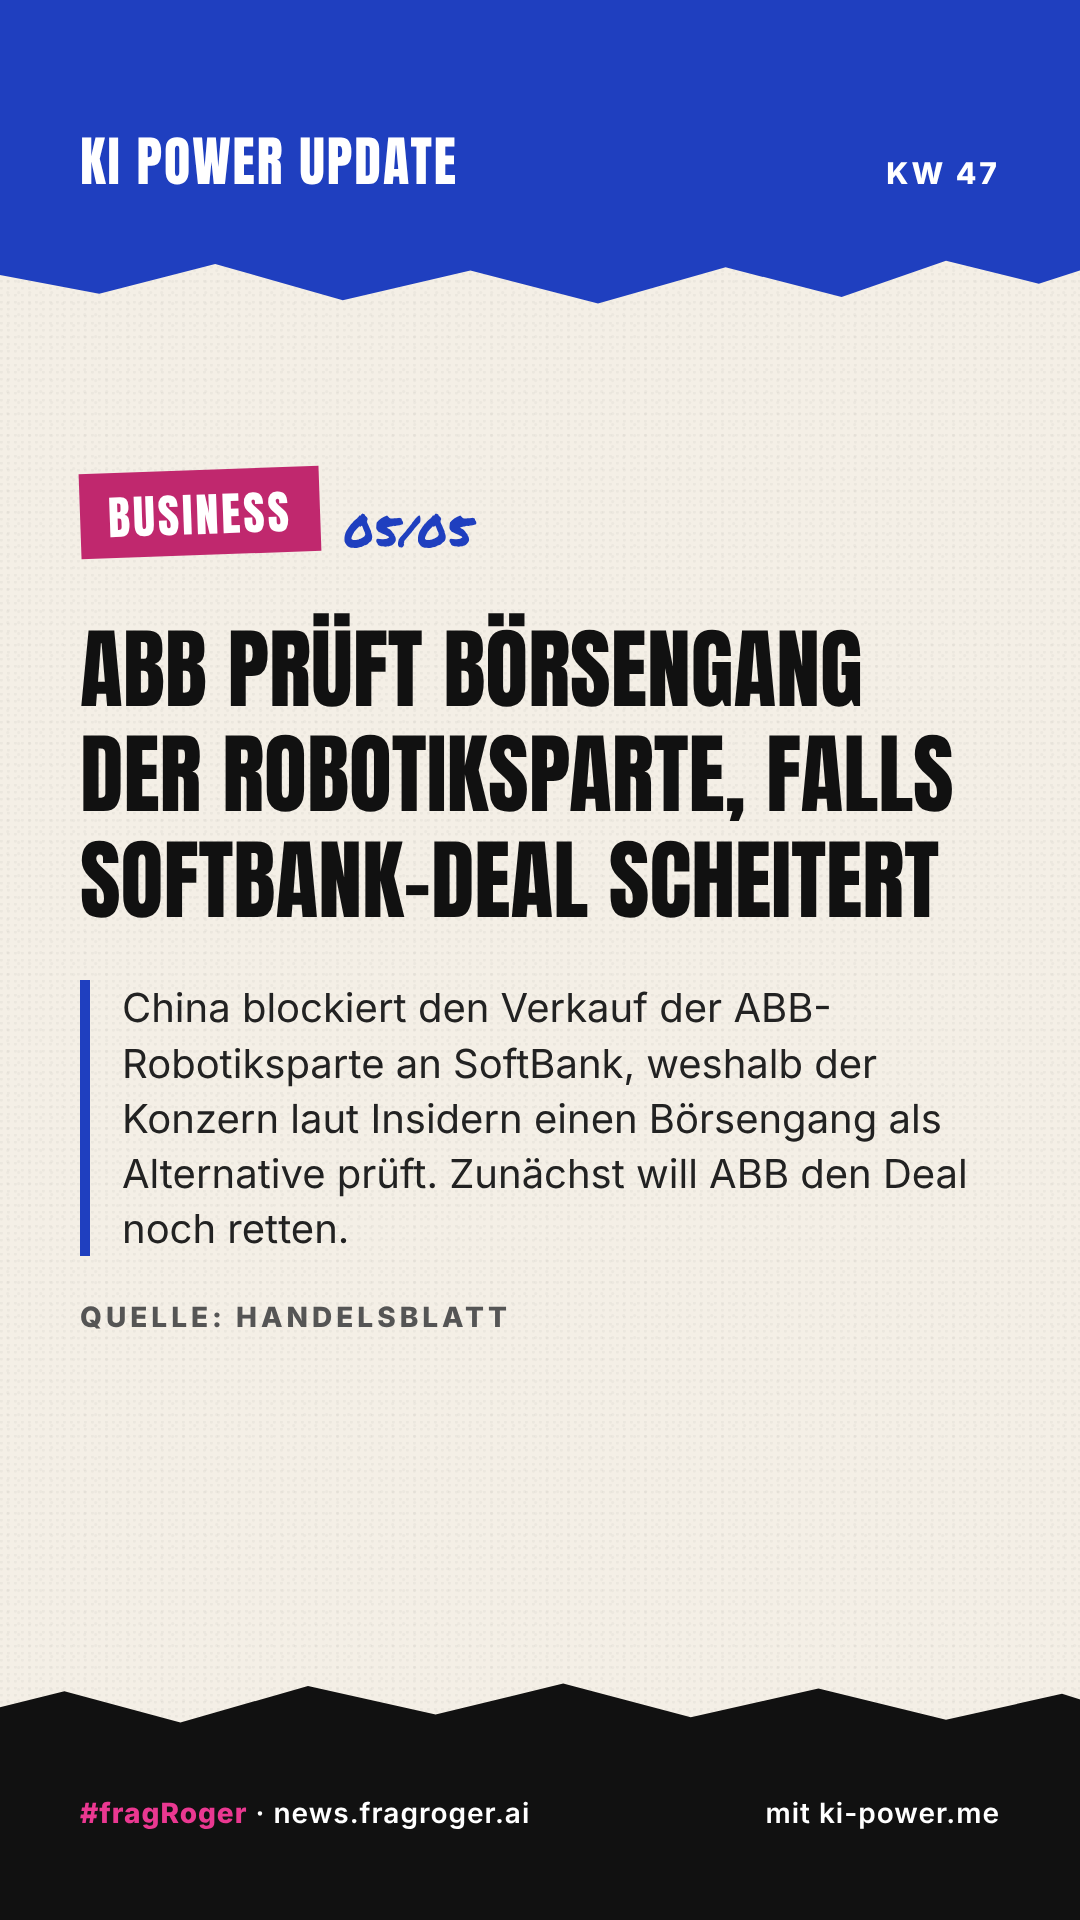 KI POWER UPDATE
KW 47
BUSINESS
05/05
ABB PRÜFT BÖRSENGANG
DER ROBOTIKSPARTE, FALLS
SOFTBANK-DEAL SCHEITERT
China blockiert den Verkauf der ABB-
Robotiksparte an SoftBank, weshalb der
Konzern laut Insidern einen Börsengang als
Alternative prüft. Zunächst will ABB den Deal
noch retten.
QUELLE: HANDELSBLATT
#fragRoger · news.fragroger.ai
mit ki-power.me